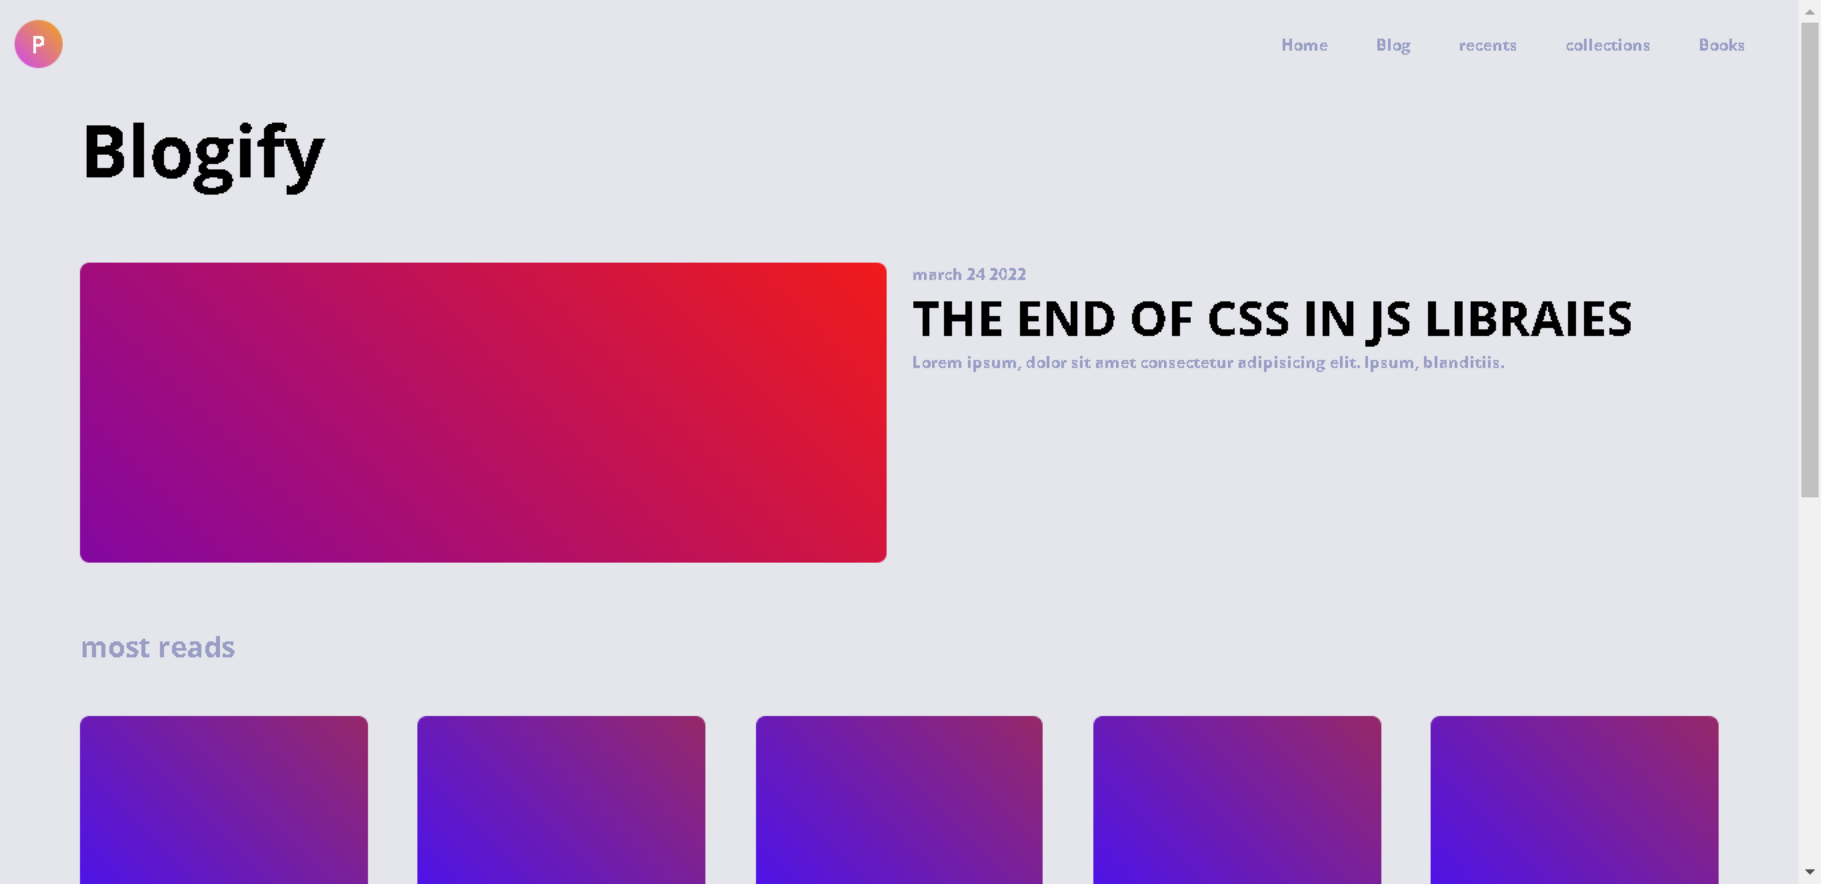 P
Home Blog recents collections Books
Blogify
march 24 2022
THE END OF CSS IN JS LIBRAIES
Lorem ipsum, dolor sit amet consectetur adipisicing elit. Ipsum, blanditiis.
most reads